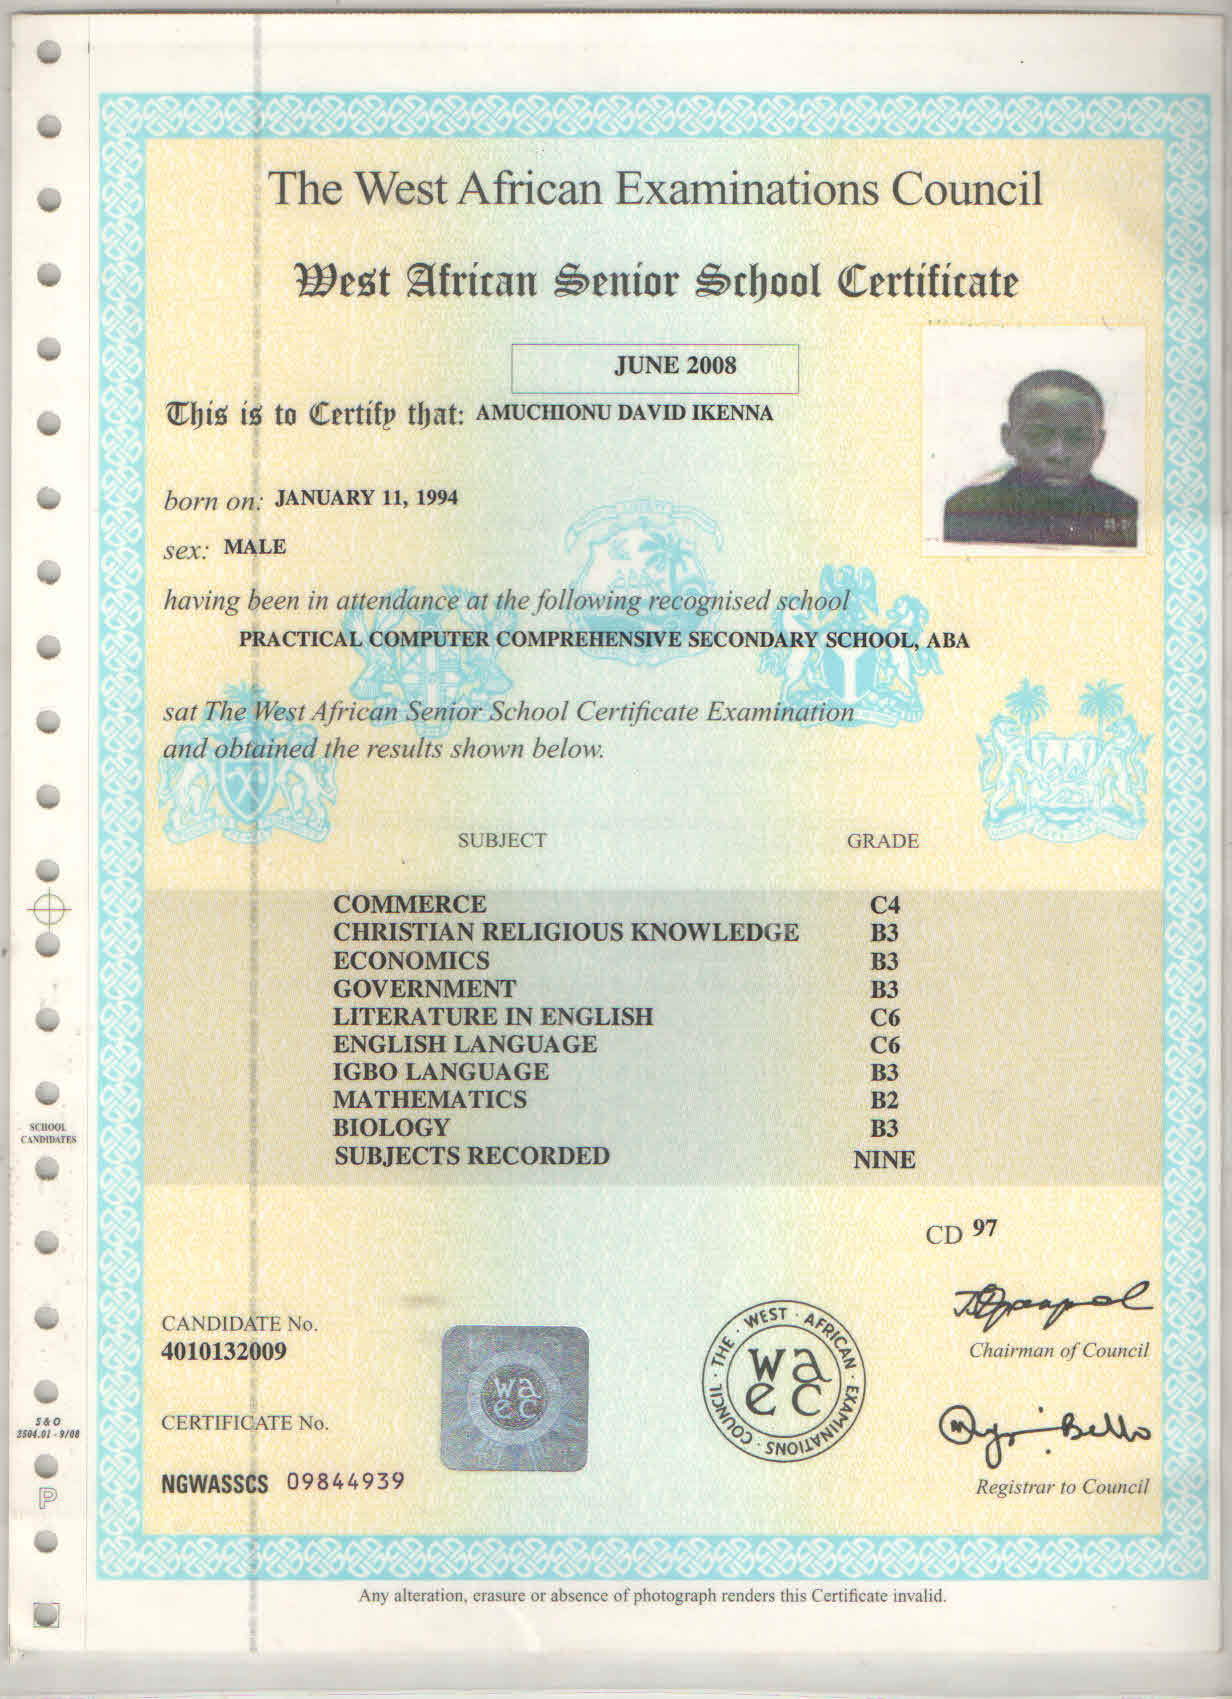 The West African Examinations Council
West African Senior School Certificate
JUNE 2008
This is to Certify that: AMUCHIONU DAVID IKENNA
born on: JANUARY 11, 1994
sex: MALE
having been in attendance at the following recognised school
PRACTICAL COMPUTER COMPREHENSIVE SECONDARY SCHOOL, ABA
sat The West African Senior School Certificate Examination
and obtained the results shown below.
SUBJECT GRADE
COMMERCE C4
CHRISTIAN RELIGIOUS KNOWLEDGE B3
ECONOMICS B3
GOVERNMENT B3
LITERATURE IN ENGLISH C6
ENGLISH LANGUAGE C6
IGBO LANGUAGE B3
MATHEMATICS B2
BIOLOGY B3
SUBJECTS RECORDED NINE
SCHOOL
CANDIDATES
CD 97
CANDIDATE No.
4010132009
Chairman of Council
CERTIFICATE No.
NGWASSCS 09844939
waec
THE · WEST · AFRICAN · EXAMINATIONS · COUNCIL ·
waec
Bello
Registrar to Council
S & O
2504.01 - 9/08
P
Any alteration, erasure or absence of photograph renders this Certificate invalid.